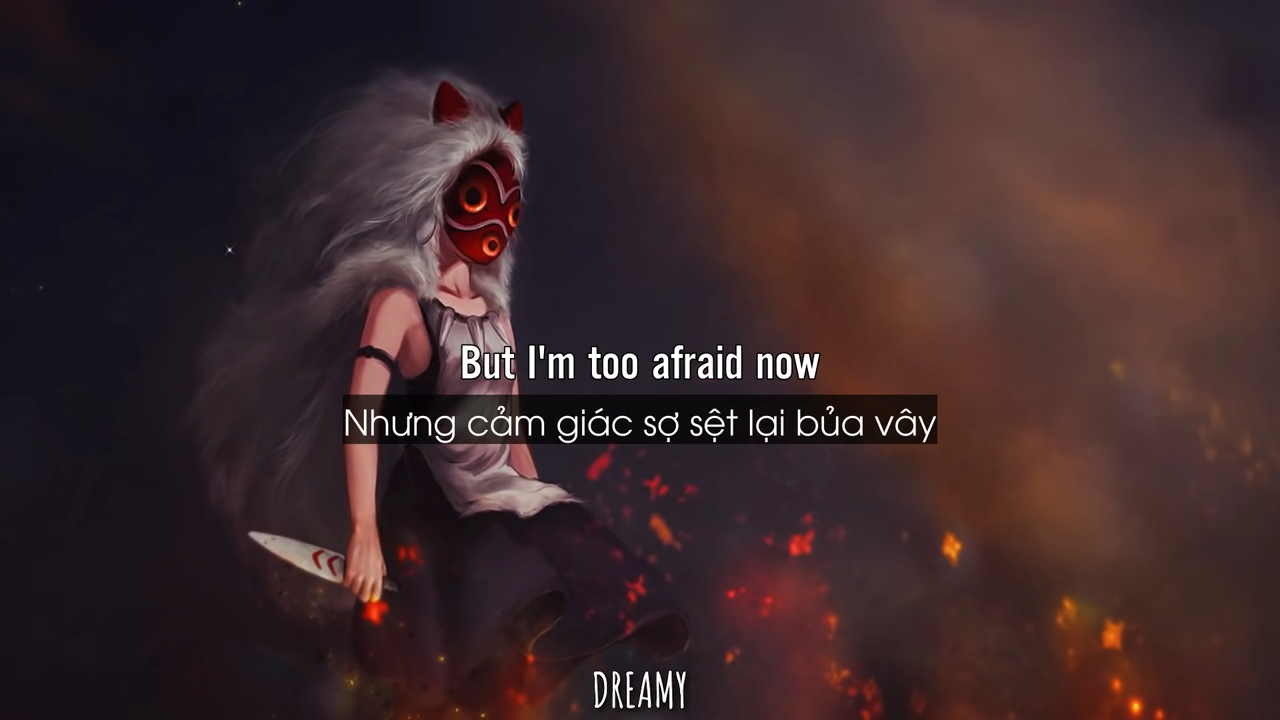 But I'm too afraid now
Nhưng cảm giác sợ sệt lại bủa vây
DREAMY